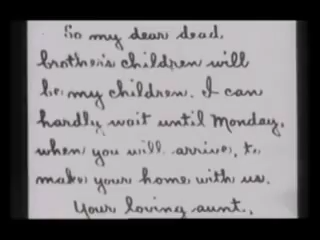 So my dear dead
brother's children will
be my children. I can
hardly wait until Monday,
when you will arrive, to
make your home with us.
Your loving aunt,